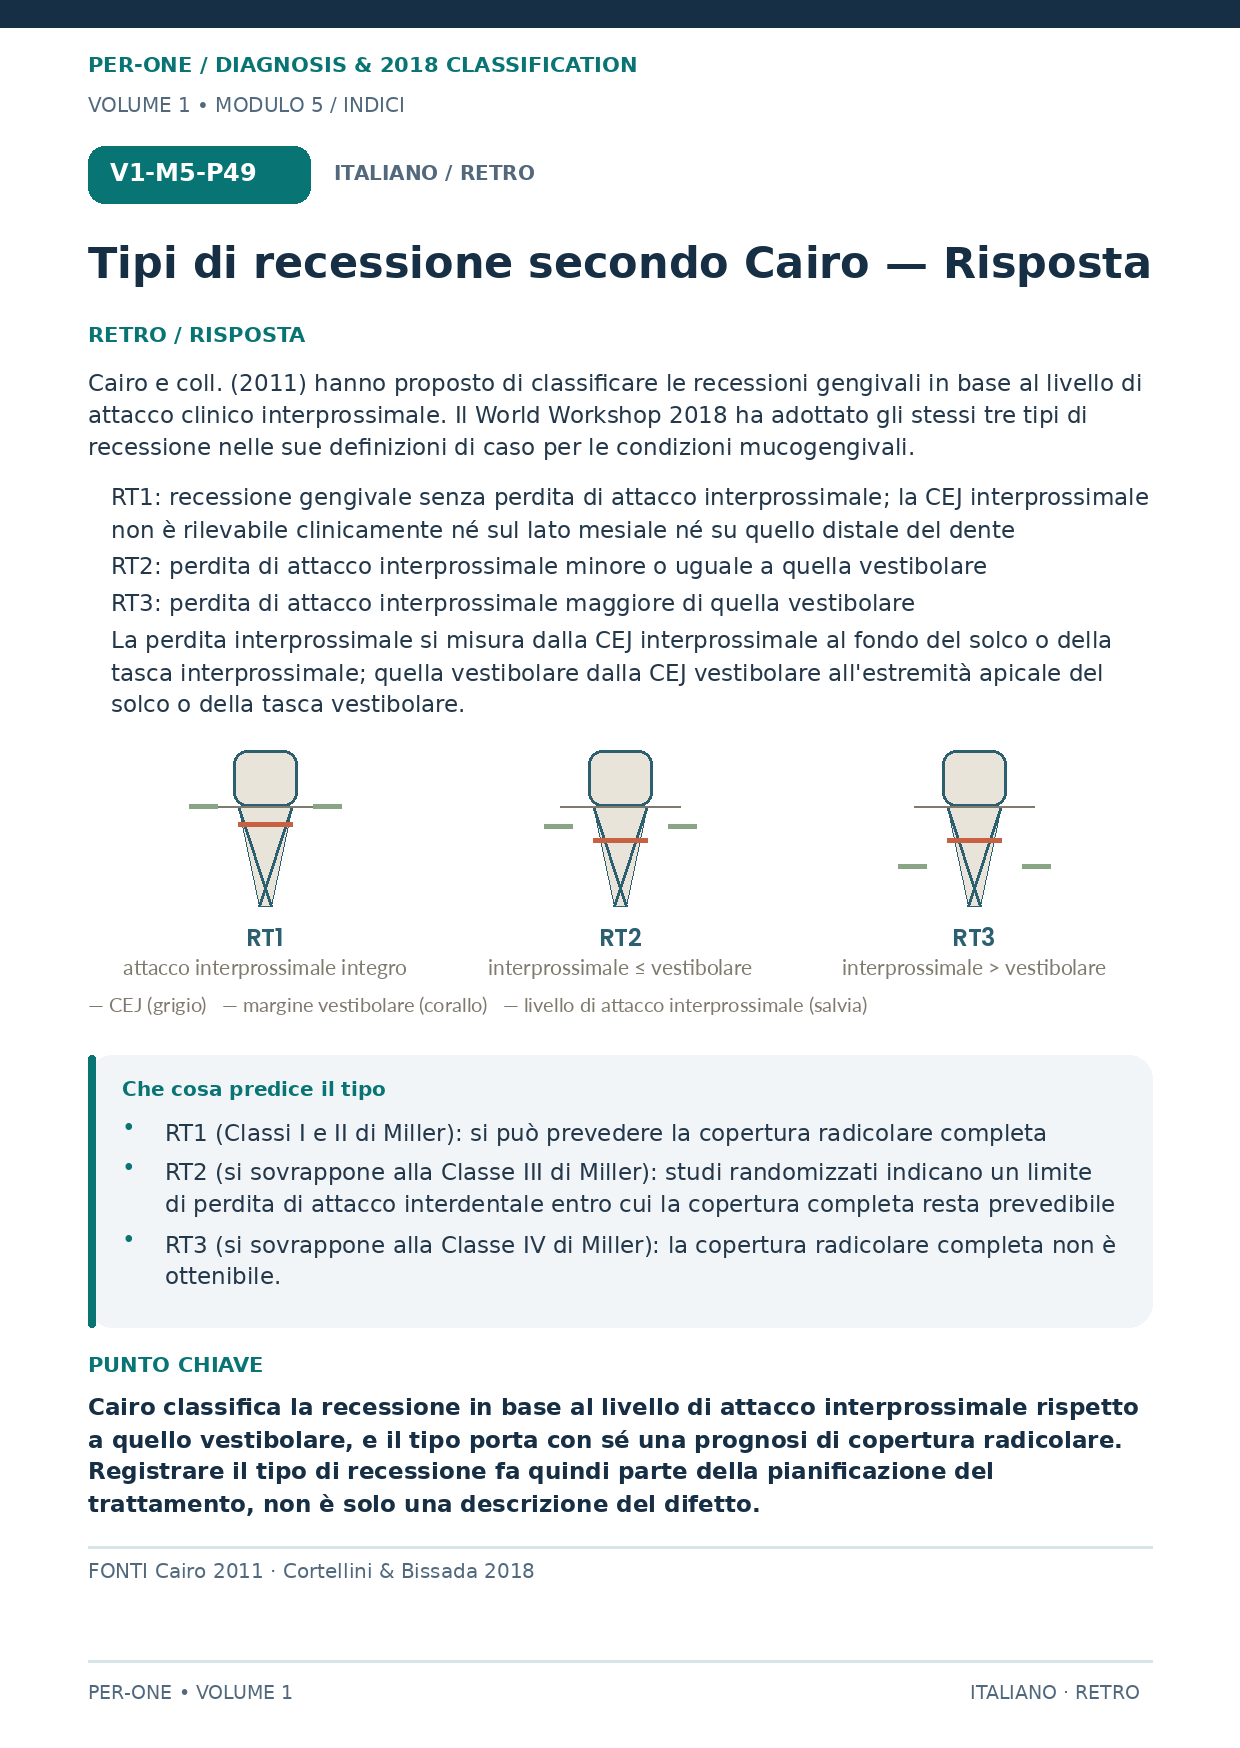 PER-ONE / DIAGNOSIS & 2018 CLASSIFICATION
VOLUME 1 • MODULO 5 / INDICI
V1-M5-P49
ITALIANO / RETRO
Tipi di recessione secondo Cairo — Risposta
RETRO / RISPOSTA
Cairo e coll. (2011) hanno proposto di classificare le recessioni gengivali in base al livello di
attacco clinico interprossimale. Il World Workshop 2018 ha adottato gli stessi tre tipi di
recessione nelle sue definizioni di caso per le condizioni mucogengivali.
RT1: recessione gengivale senza perdita di attacco interprossimale; la CEJ interprossimale
non è rilevabile clinicamente né sul lato mesiale né su quello distale del dente
RT2: perdita di attacco interprossimale minore o uguale a quella vestibolare
RT3: perdita di attacco interprossimale maggiore di quella vestibolare
La perdita interprossimale si misura dalla CEJ interprossimale al fondo del solco o della
tasca interprossimale; quella vestibolare dalla CEJ vestibolare all'estremità apicale del
solco o della tasca vestibolare.
RT1
RT2
RT3
attacco interprossimale integro
interprossimale ≤ vestibolare
interprossimale > vestibolare
— CEJ (grigio) — margine vestibolare (corallo) — livello di attacco interprossimale (salvia)
Che cosa predice il tipo
• RT1 (Classi I e II di Miller): si può prevedere la copertura radicolare completa
• RT2 (si sovrappone alla Classe III di Miller): studi randomizzati indicano un limite
di perdita di attacco interdentale entro cui la copertura completa resta prevedibile
• RT3 (si sovrappone alla Classe IV di Miller): la copertura radicolare completa non è
ottenibile.
PUNTO CHIAVE
Cairo classifica la recessione in base al livello di attacco interprossimale rispetto
a quello vestibolare, e il tipo porta con sé una prognosi di copertura radicolare.
Registrare il tipo di recessione fa quindi parte della pianificazione del
trattamento, non è solo una descrizione del difetto.
FONTI Cairo 2011 · Cortellini & Bissada 2018
PER-ONE • VOLUME 1
ITALIANO · RETRO